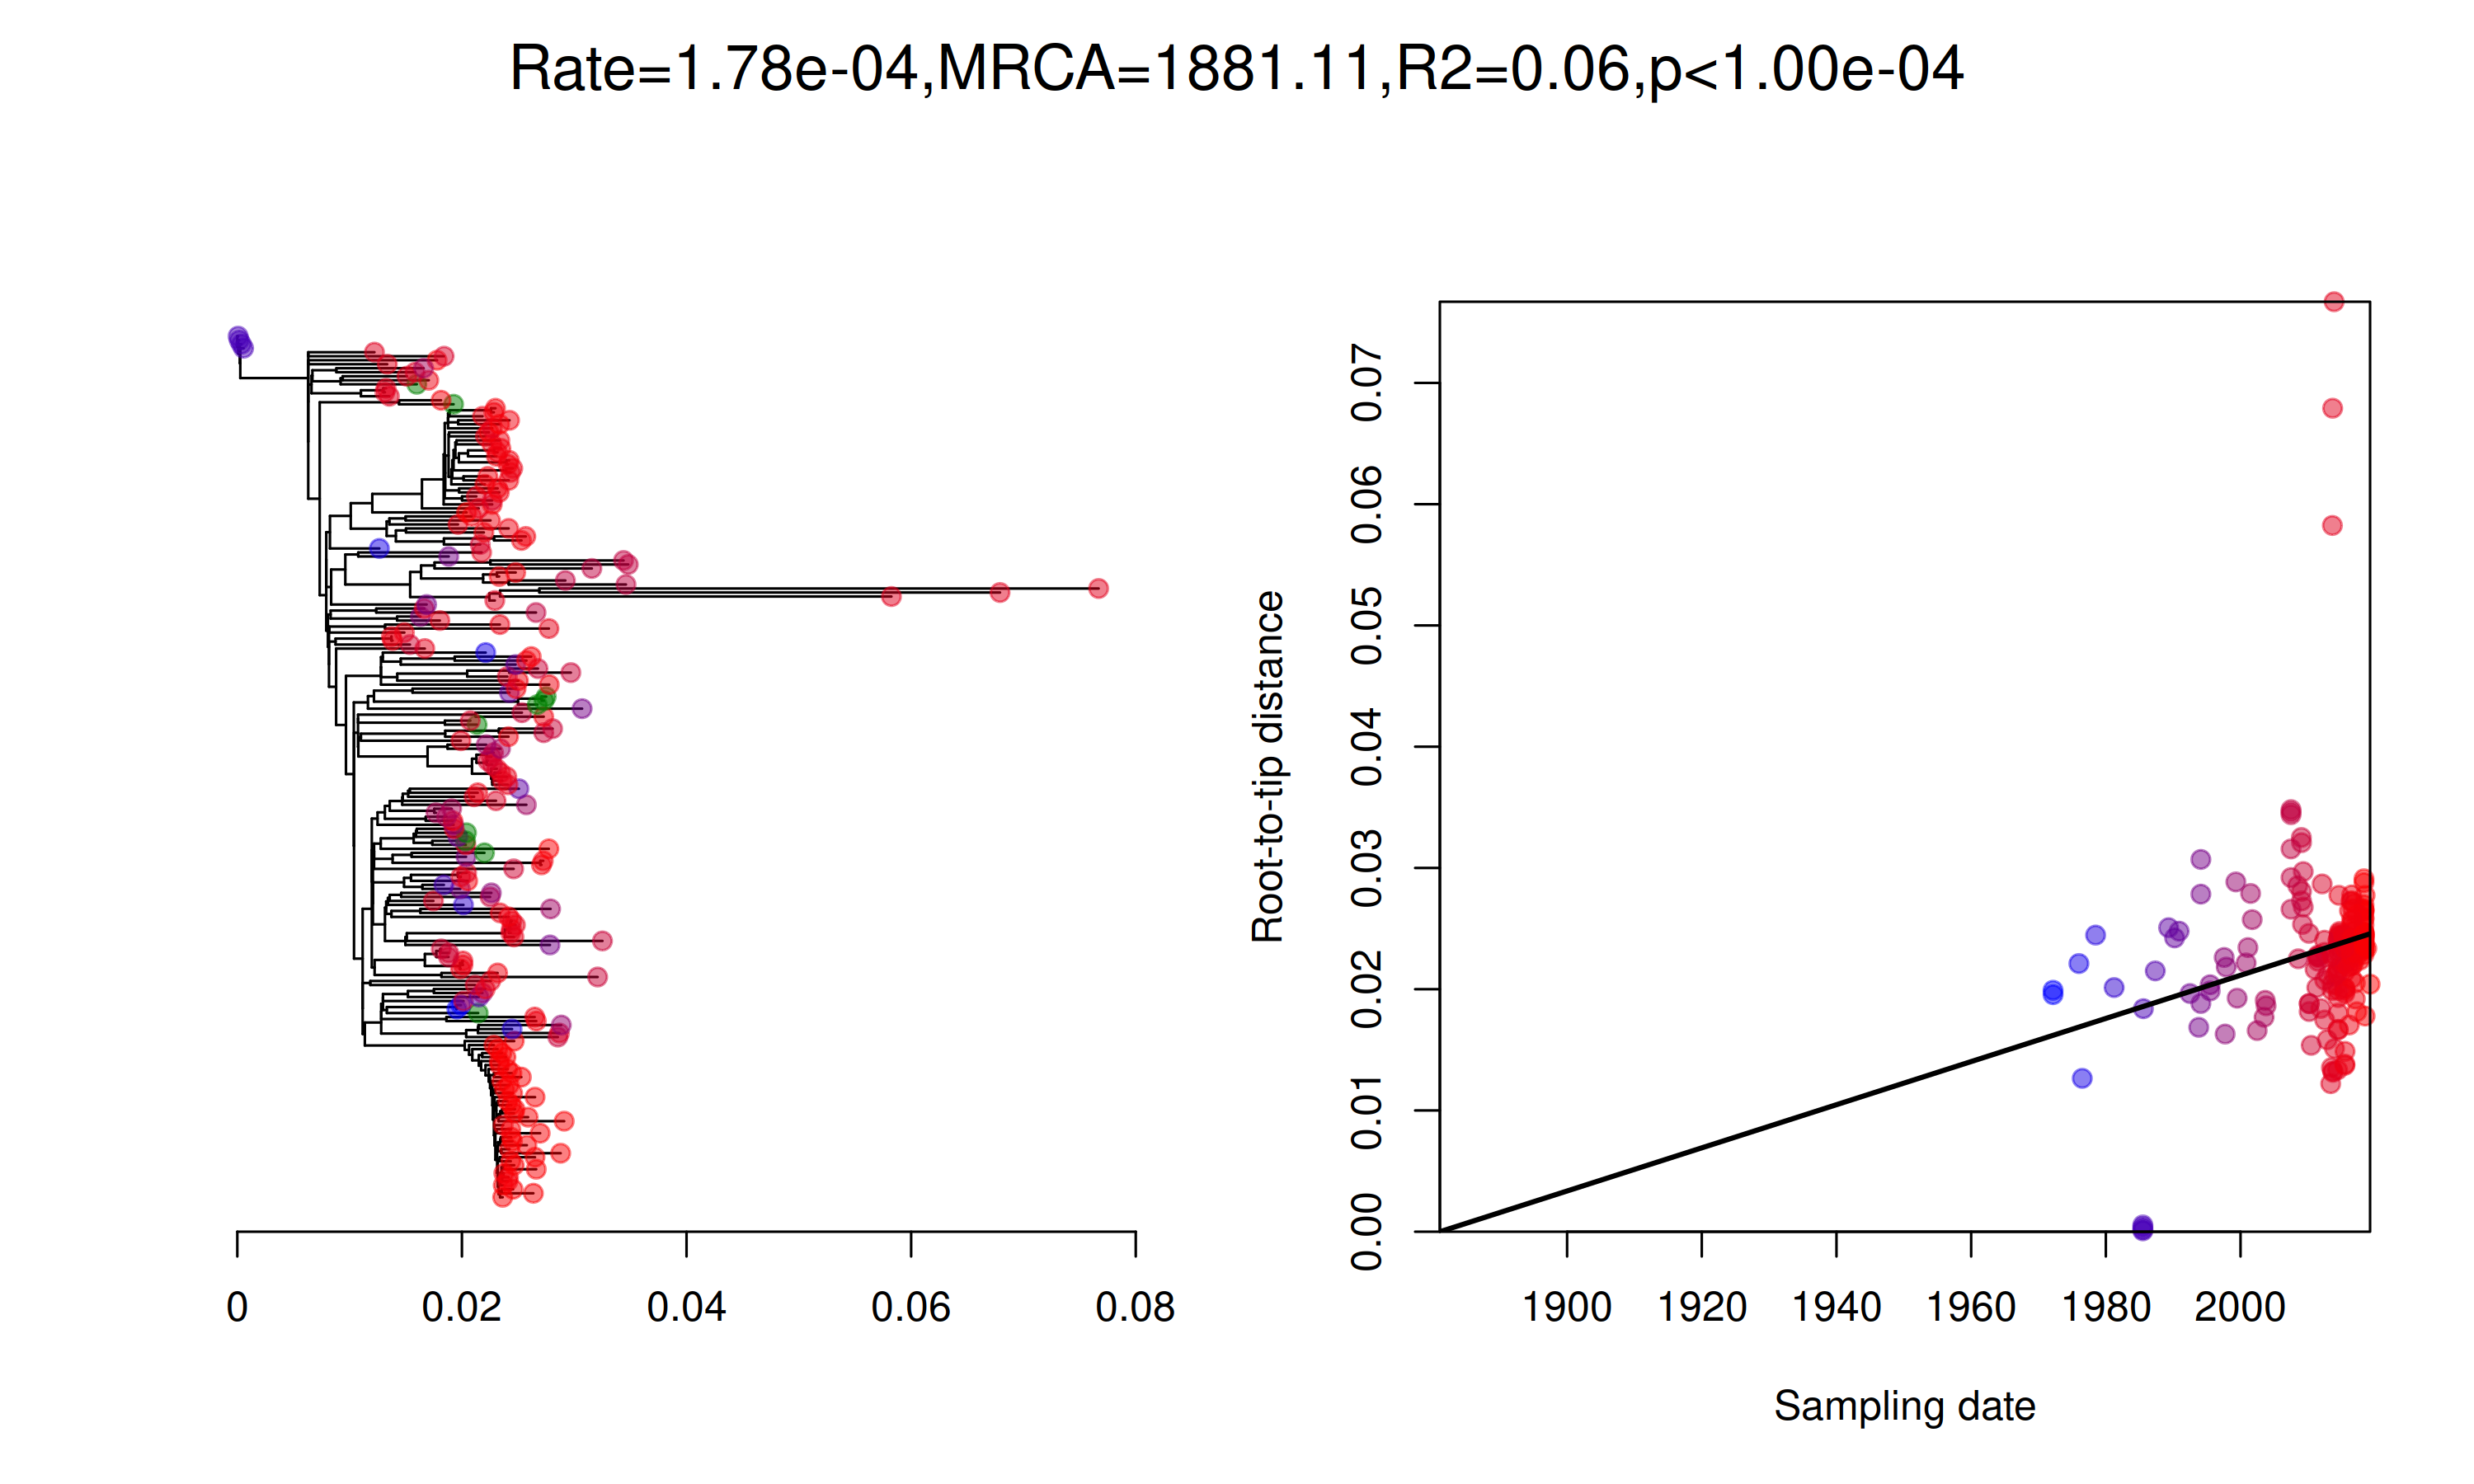 Rate=1.78e-04,MRCA=1881.11,R2=0.06,p<1.00e-04
0 0.02 0.04 0.06 0.08
Root-to-tip distance
0.00 0.01 0.02 0.03 0.04 0.05 0.06 0.07
1900 1920 1940 1960 1980 2000
Sampling date